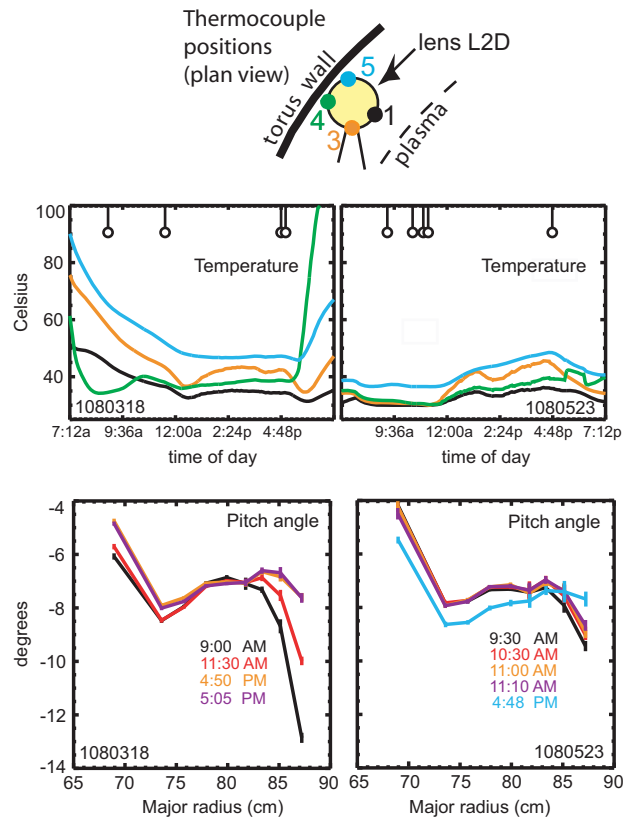 Thermocouple
positions
(plan view)
lens L2D
torus wall
plasma
5
4
1
3
Celsius
100
80
60
40
Temperature
1080318
7:12a 9:36a 12:00a 2:24p 4:48p
time of day
Temperature
1080523
9:36a 12:00a 2:24p 4:48p 7:12p
time of day
degrees
-4
-6
-8
-10
-12
-14
Pitch angle
9:00 AM
11:30 AM
4:50 PM
5:05 PM
1080318
65 70 75 80 85 90
Major radius (cm)
Pitch angle
9:30 AM
10:30 AM
11:00 AM
11:10 AM
4:48 PM
1080523
65 70 75 80 85 90
Major radius (cm)